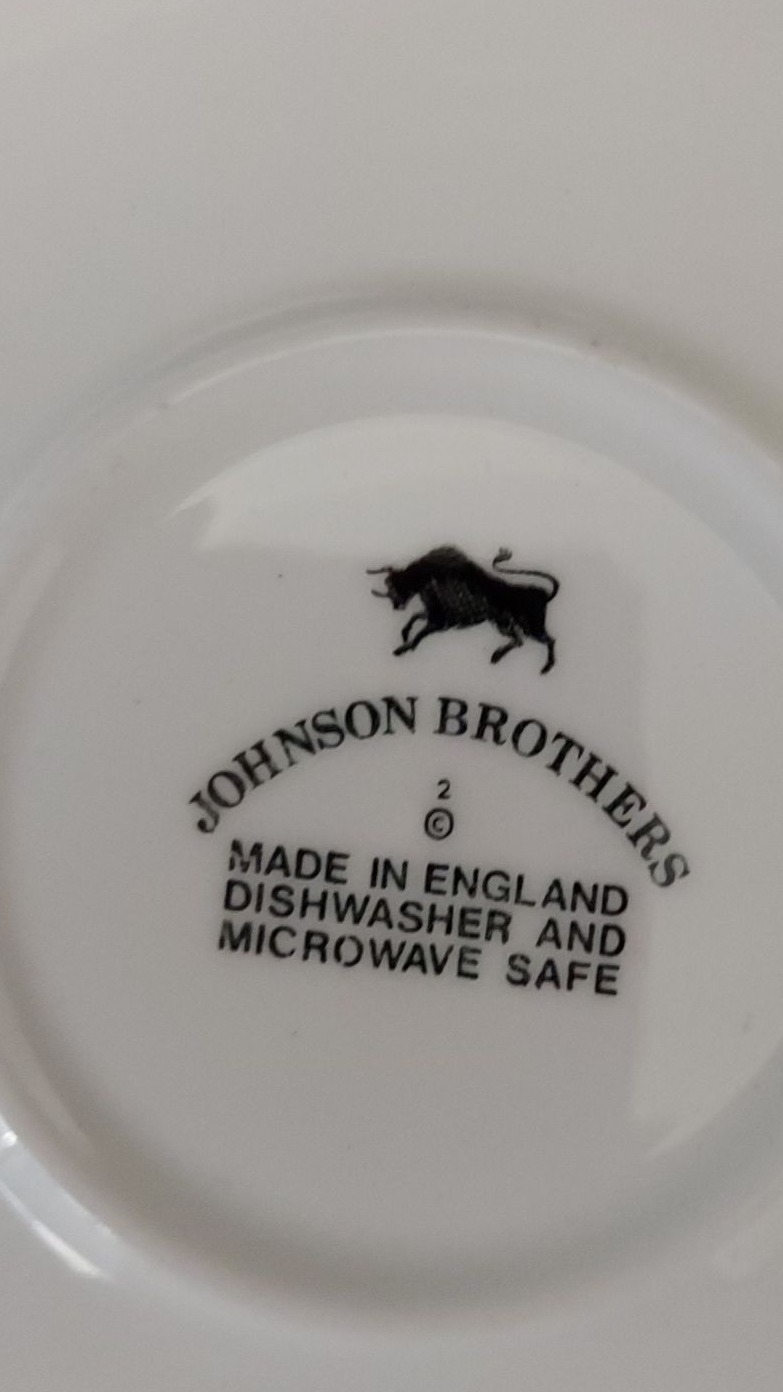 JOHNSON BROTHERS
2
©
MADE IN ENGLAND
DISHWASHER AND
MICROWAVE SAFE